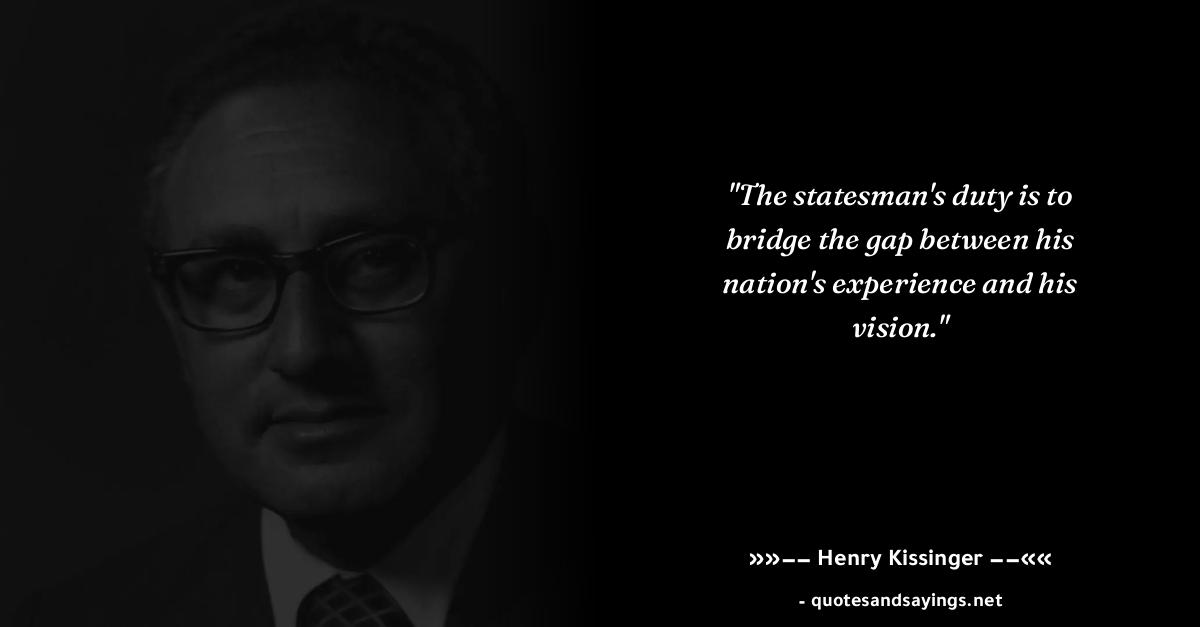 "The statesman's duty is to
bridge the gap between his
nation's experience and his
vision."
»»–– Henry Kissinger ––««
- quotesandsayings.net